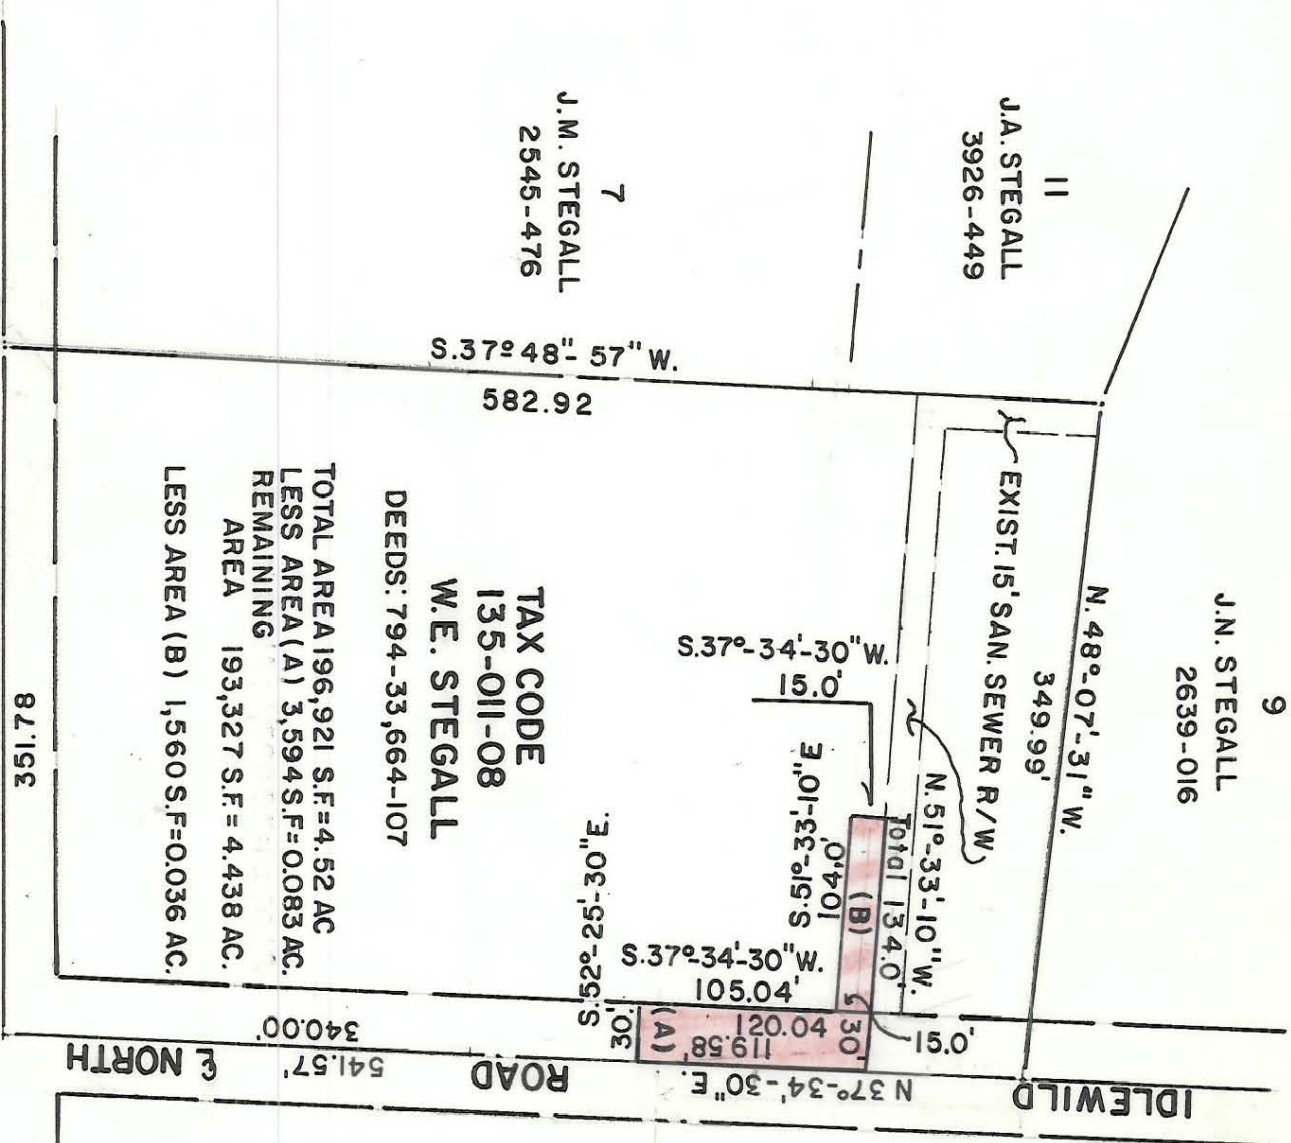 9
J.N. STEGALL
2639-016
11
J.A. STEGALL
3926-449
7
J.M. STEGALL
2545-476
N. 48°-07'-31" W.
349.99'
EXIST. 15' SAN. SEWER R/W
N. 51°-33'-10" W.
Total 134.0'
(B)
104.0'
S. 51°-33'-10" E
S. 37°-34'-30" W.
15.0'
S. 37° 48"- 57" W.
582.92
S. 37°-34'-30" W.
105.04'
15.0'
30'
120.04
119.58'
(A)
30'
N 37°-34'-30" E.
S. 52°-25'-30" E.
TAX CODE
135-011-08
W. E. STEGALL
DEEDS: 794-33, 664-107
TOTAL AREA 196,921 S.F.=4.52 AC
LESS AREA (A) 3,594 S.F.=0.083 AC.
REMAINING
AREA 193,327 S.F. = 4.438 AC.
LESS AREA (B) 1,560 S.F=0.036 AC.
351.78
340.00'
541.57'
IDLEWILD ROAD ℄ NORTH